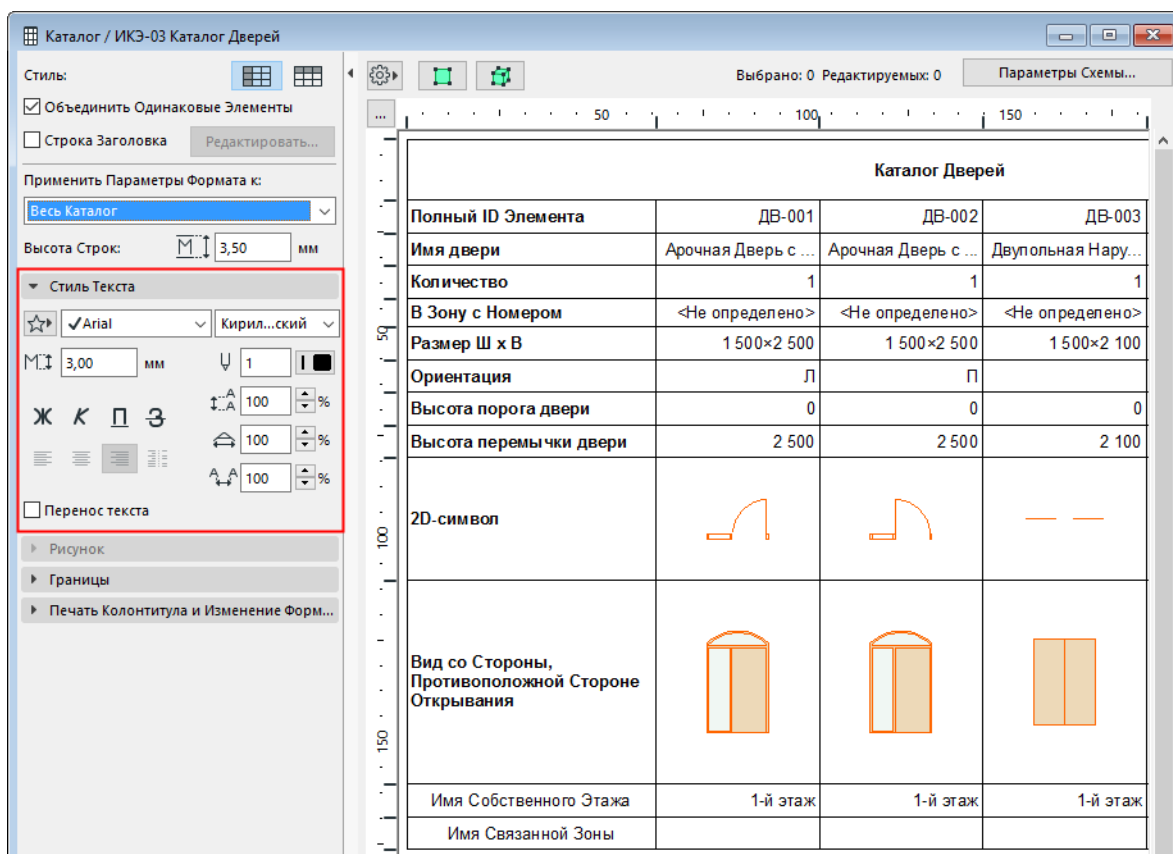 Каталог / ИКЭ-03 Каталог Дверей
Стиль:
Объединить Одинаковые Элементы
Строка Заголовка Редактировать...
Применить Параметры Формата к:
Весь Каталог
Высота Строк: M 3,50 мм
Стиль Текста
Arial Кирил...ский
M 3,00 мм 1
A A 100 %
Ж К П З
100 %
A A 100 %
Перенос текста
Рисунок
Границы
Печать Колонтитула и Изменение Форм...
Выбрано: 0 Редактируемых: 0 Параметры Схемы...
... 50 100 150
50
100
150
Каталог Дверей
Полный ID Элемента ДВ-001 ДВ-002 ДВ-003
Имя двери Арочная Дверь с ... Арочная Дверь с ... Двупольная Нару...
Количество 1 1 1
В Зону с Номером <Не определено> <Не определено> <Не определено>
Размер Ш x В 1 500×2 500 1 500×2 500 1 500×2 100
Ориентация Л П
Высота порога двери 0 0 0
Высота перемычки двери 2 500 2 500 2 100
2D-символ
Вид со Стороны,
Противоположной Стороне
Открывания
Имя Собственного Этажа 1-й этаж 1-й этаж 1-й этаж
Имя Связанной Зоны